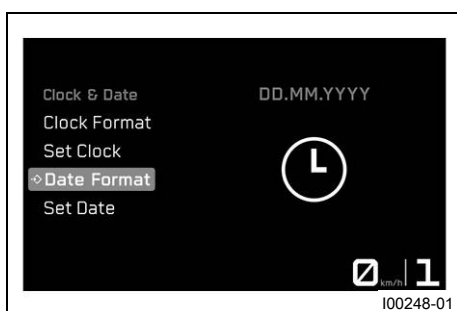 Clock & Date
DD.MM.YYYY
Clock Format
Set Clock
Date Format
Set Date
0 km/h 1
I00248-01